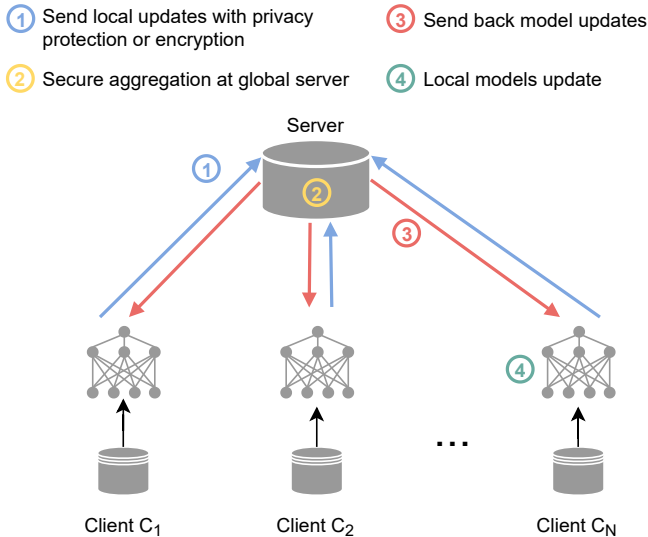 1 Send local updates with privacy
protection or encryption
3 Send back model updates
2 Secure aggregation at global server
4 Local models update
Server
1
2
3
4
...
Client C1
Client C2
Client CN